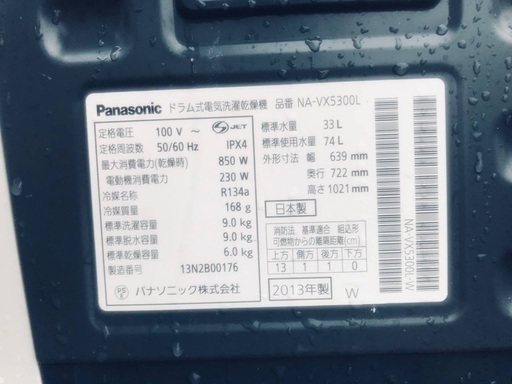 Panasonic ドラム式電気洗濯乾燥機 品番 NA-VX5300L
定格電圧 100 V ～ S JET
定格周波数 50/60 Hz IPX4
最大消費電力(乾燥時) 850 W
電動機消費電力 230 W
冷媒名称 R134a
冷媒質量 168 g
標準洗濯容量 9.0 kg
標準脱水容量 9.0 kg
標準乾燥容量 6.0 kg
製造番号 13N2B00176
PS E パナソニック株式会社
標準水量 33 L
標準使用水量 74 L
外形寸法 幅 639 mm
奥行 722 mm
高さ 1021 mm
日本製
消防法 基準適合 組込形
可燃物からの離隔距離(cm)
上方 側方 後方 下方
13 1 1 0
2013年製 W
NA-VX5300L-W